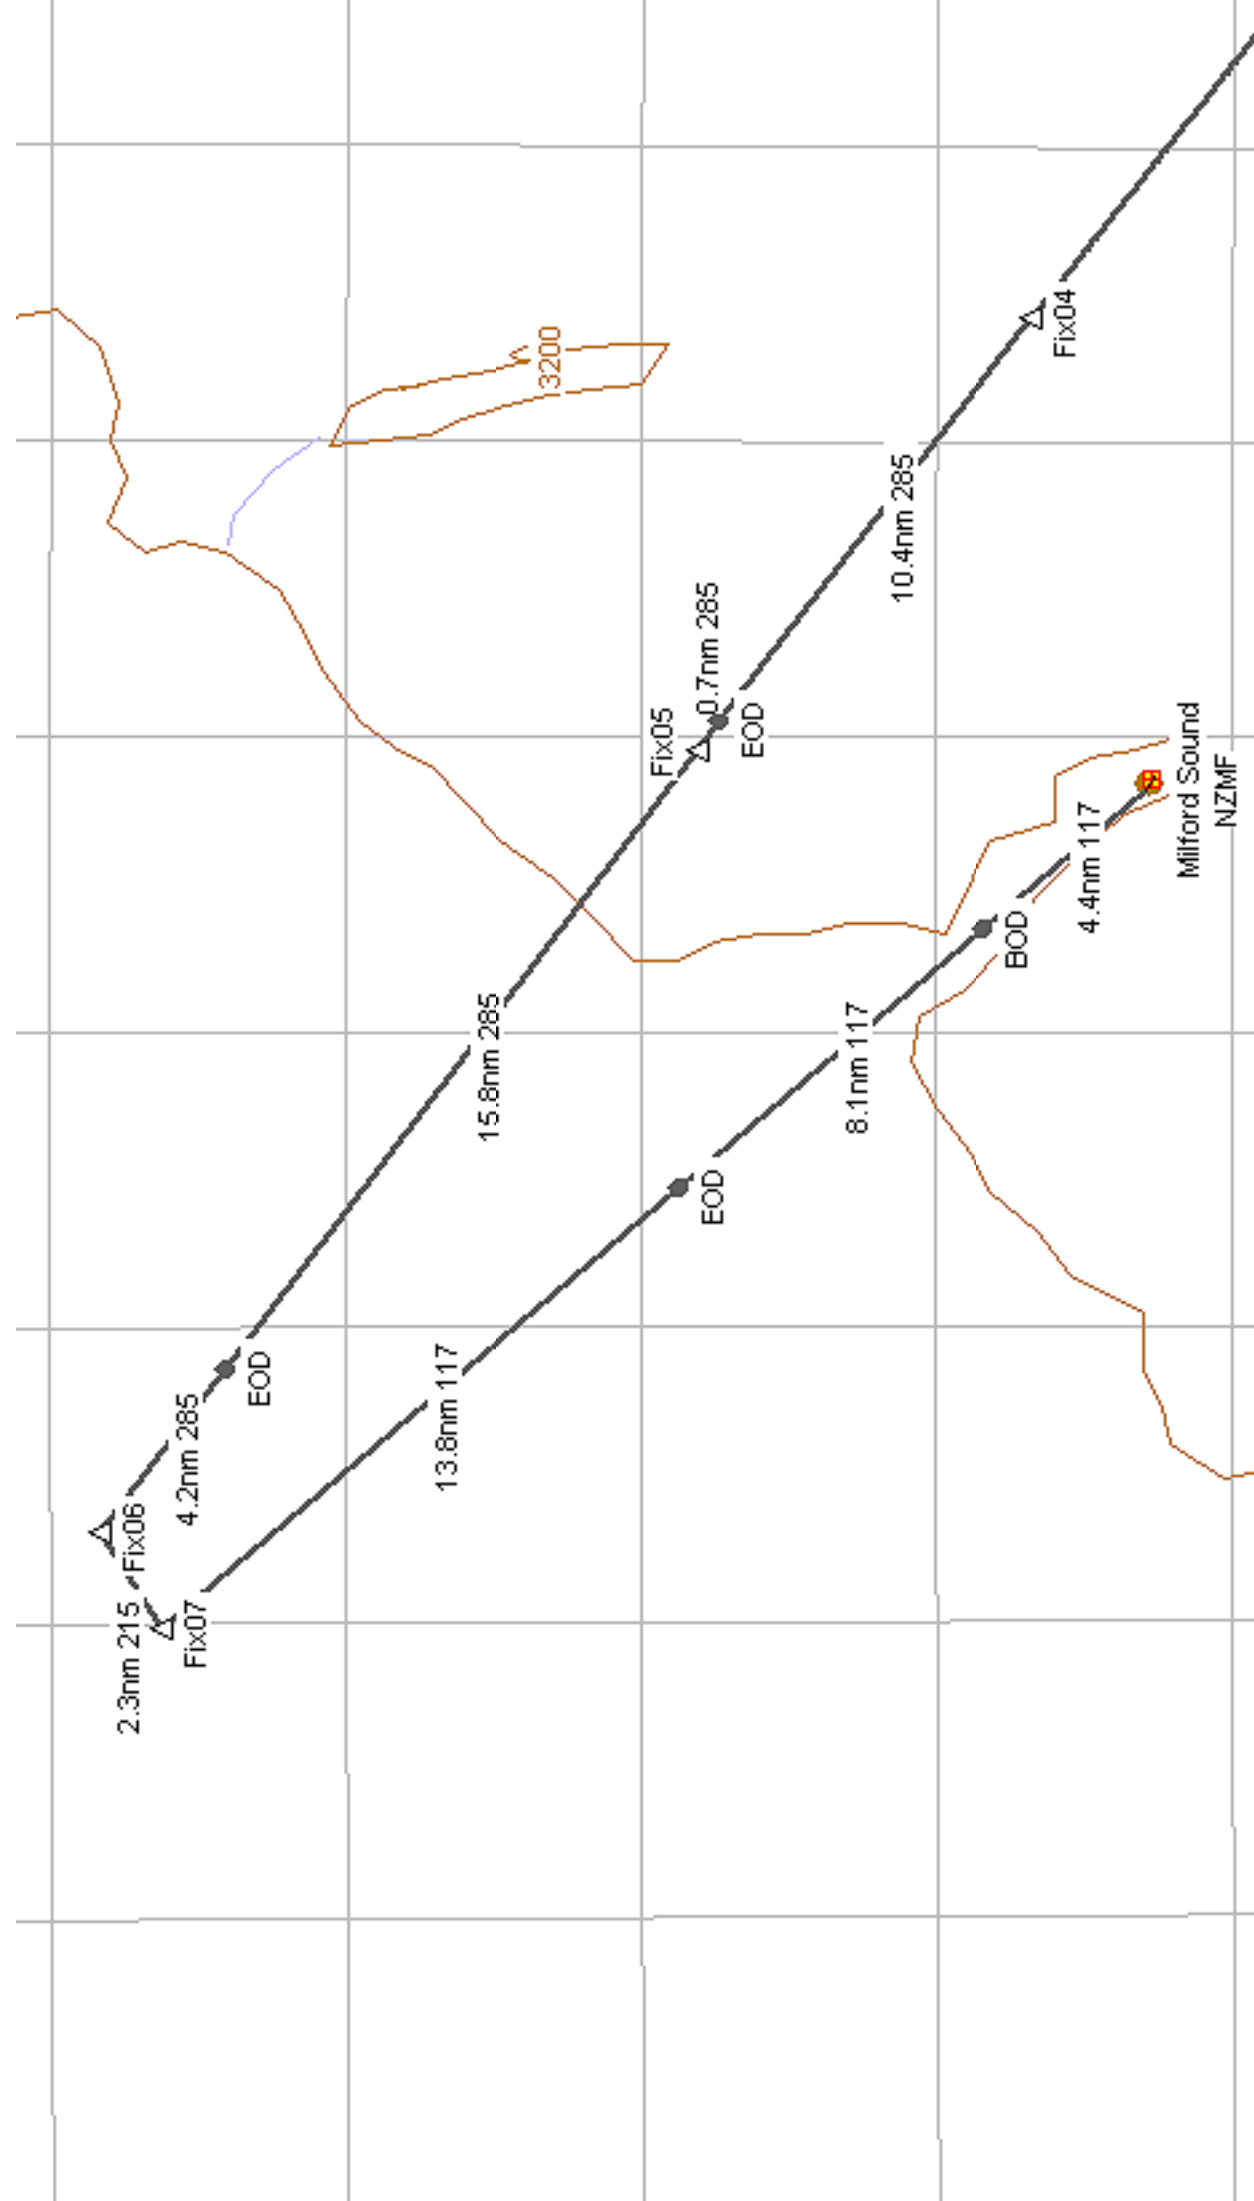 3200
Fix04
10.4nm 285
0.7nm 285
Fix05
EOD
Milford Sound
NZMF
4.4nm 117
BOD
15.8nm 285
8.1nm 117
EOD
EOD
13.8nm 117
4.2nm 285
Fix06
2.3nm 215
Fix07